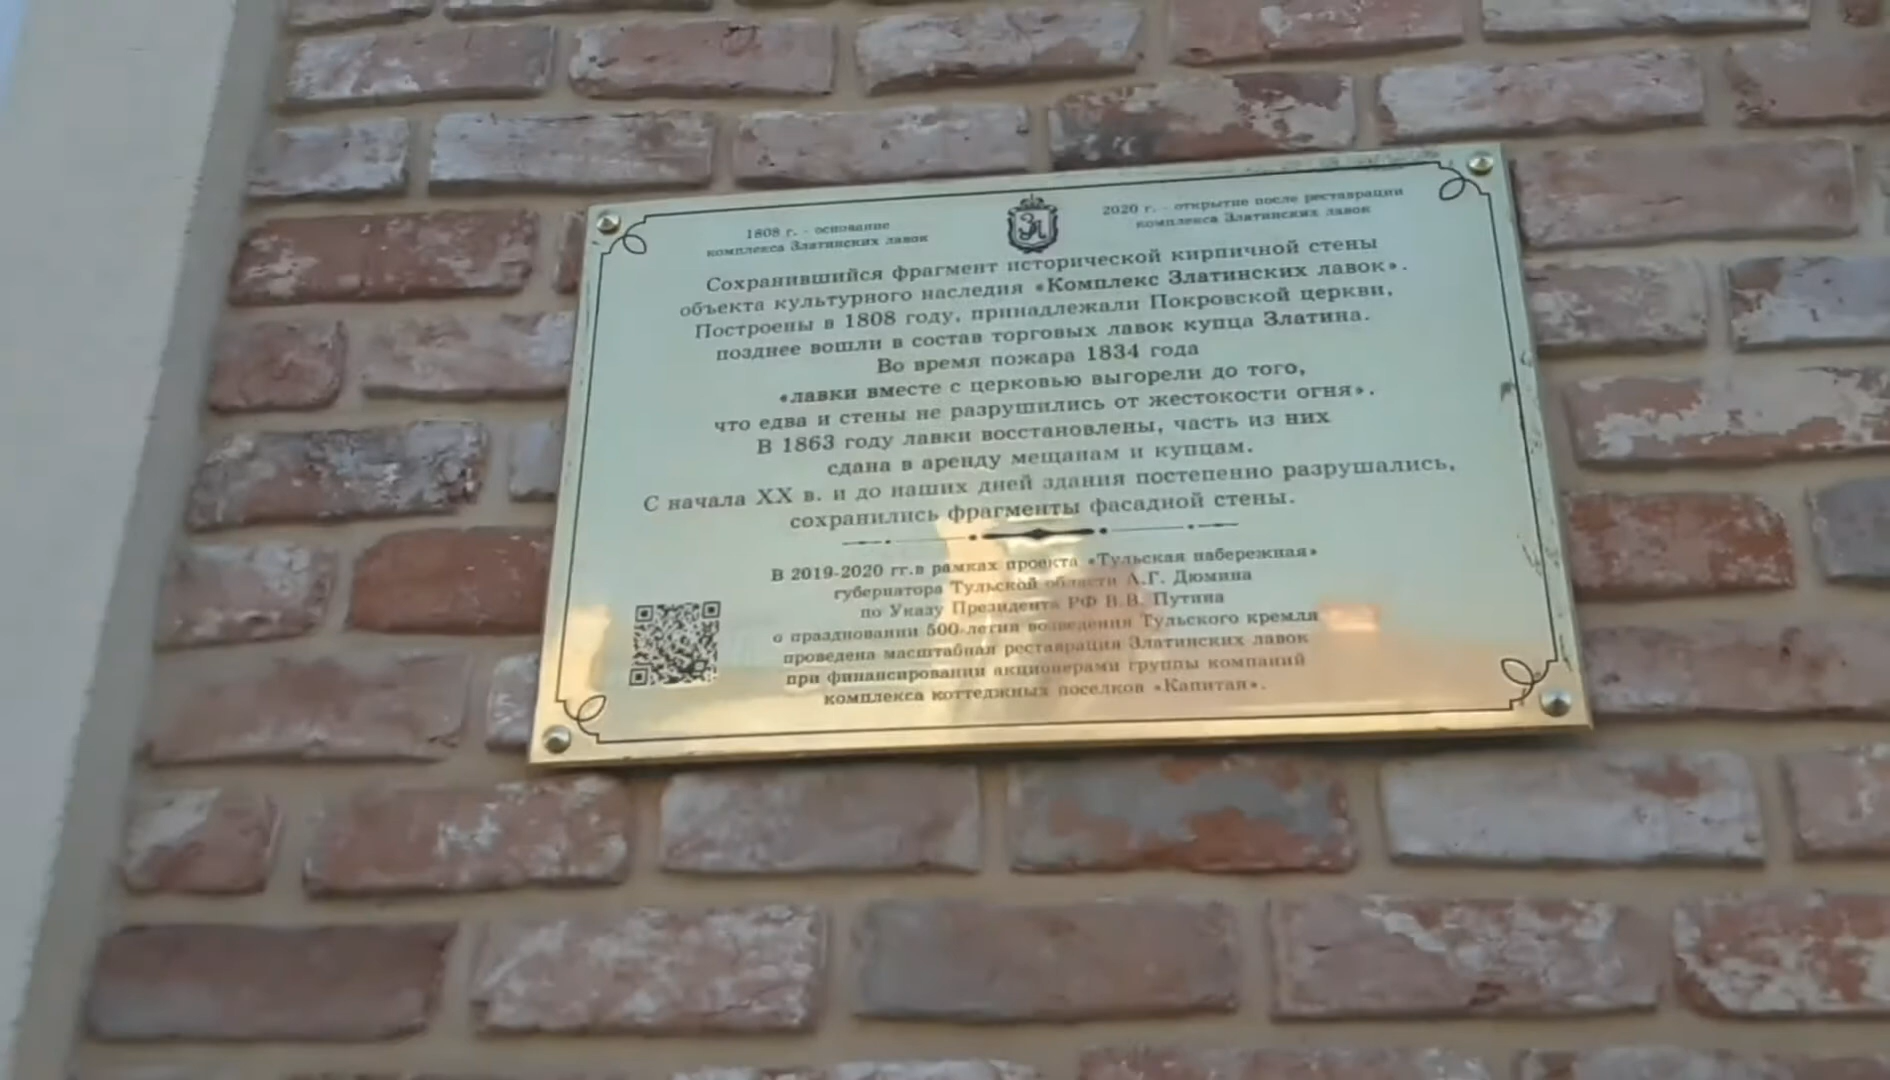 1808 г. - основание
комплекса Златинских лавок
ЗЛ
2020 г. - открытие после реставрации
комплекса Златинских лавок
Сохранившийся фрагмент исторической кирпичной стены
объекта культурного наследия «Комплекс Златинских лавок».
Построены в 1808 году, принадлежали Покровской церкви,
позднее вошли в состав торговых лавок купца Златина.
Во время пожара 1834 года
«лавки вместе с церковью выгорели до того,
что едва и стены не разрушились от жестокости огня».
В 1863 году лавки восстановлены, часть из них
сдана в аренду мещанам и купцам.
С начала XX в. и до наших дней здания постепенно разрушались,
сохранились фрагменты фасадной стены.
В 2019-2020 гг.в рамках проекта «Тульская набережная»
губернатора Тульской области А.Г. Дюмина
по Указу Президента РФ В.В. Путина
о праздновании 500-летия возведения Тульского кремля
проведена масштабная реставрация Златинских лавок
при финансировании акционерами группы компаний
комплекса коттеджных поселков «Капитан».